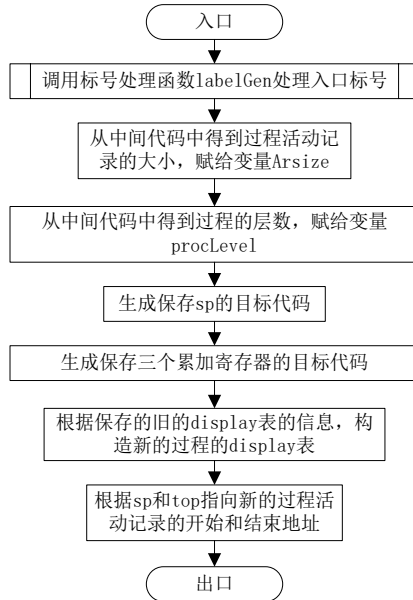 入口
调用标号处理函数labelGen处理入口标号
从中间代码中得到过程活动记
录的大小，赋给变量Arsize
从中间代码中得到过程的层数，赋给变量
procLevel
生成保存sp的目标代码
生成保存三个累加寄存器的目标代码
根据保存的旧的display表的信息，构
造新的过程的display表
根据sp和top指向新的过程活
动记录的开始和结束地址
出口